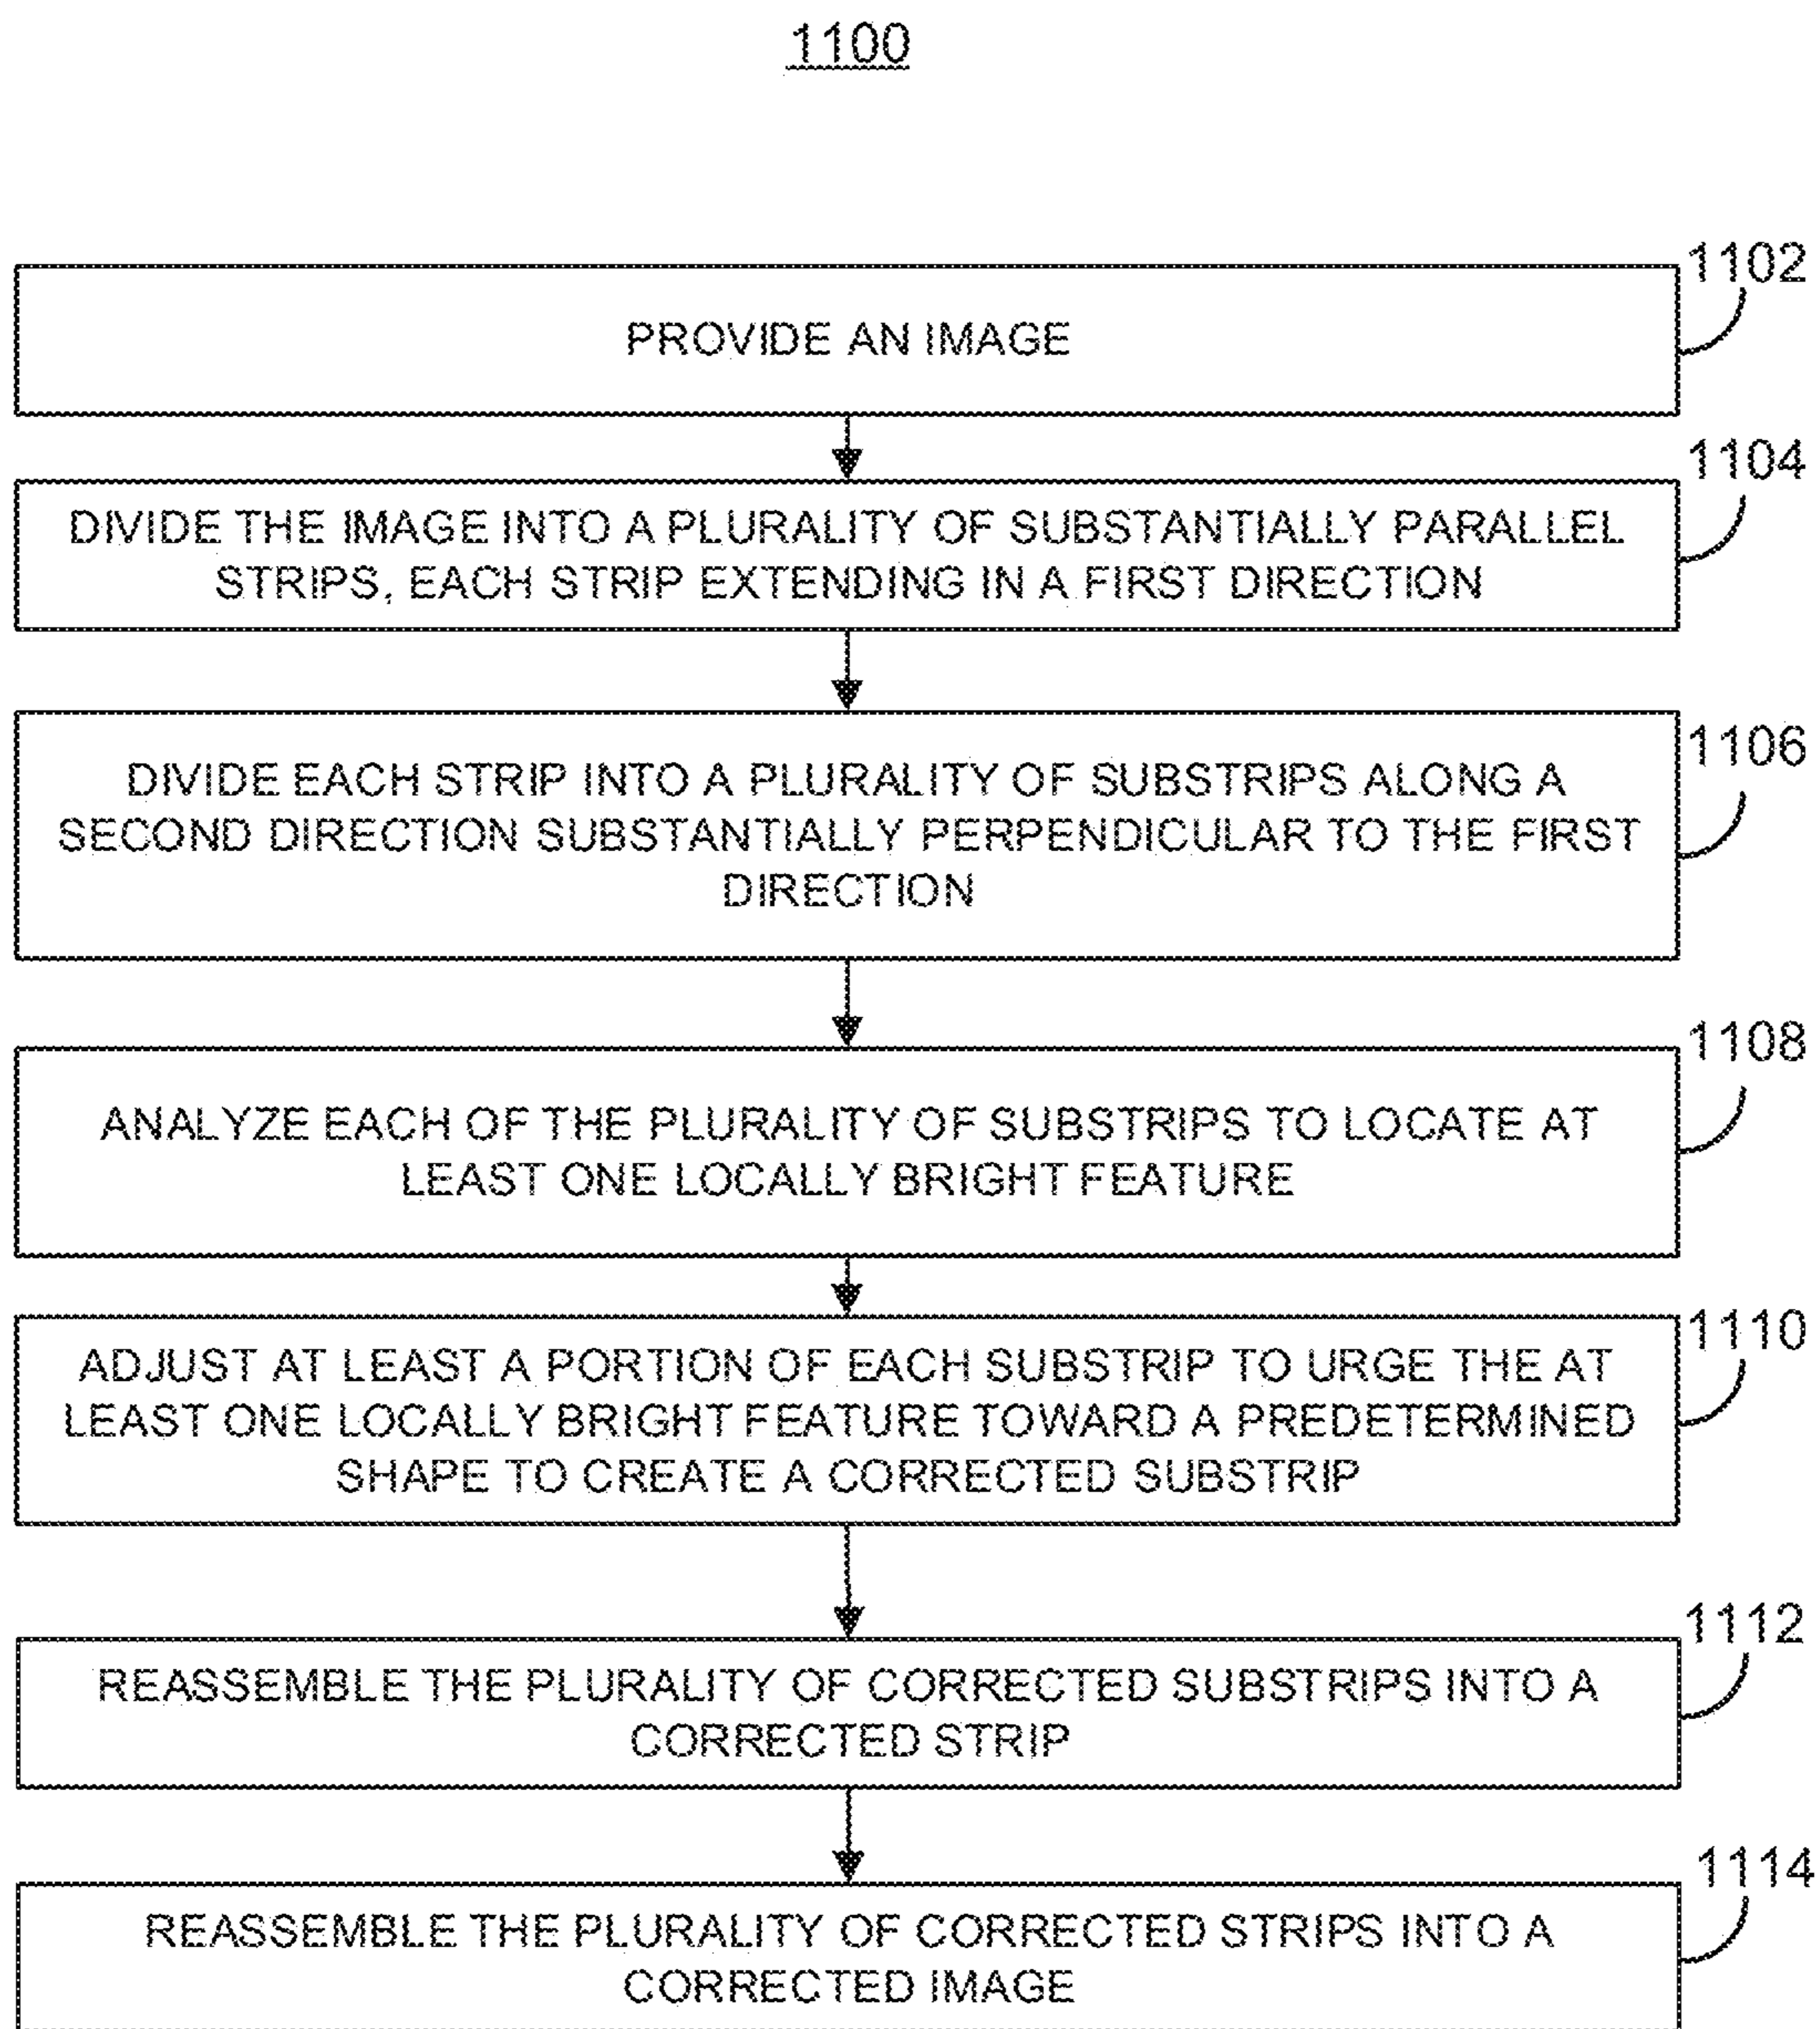 1100
1102
PROVIDE AN IMAGE
1104
DIVIDE THE IMAGE INTO A PLURALITY OF SUBSTANTIALLY PARALLEL
STRIPS, EACH STRIP EXTENDING IN A FIRST DIRECTION
1106
DIVIDE EACH STRIP INTO A PLURALITY OF SUBSTRIPS ALONG A
SECOND DIRECTION SUBSTANTIALLY PERPENDICULAR TO THE FIRST
DIRECTION
1108
ANALYZE EACH OF THE PLURALITY OF SUBSTRIPS TO LOCATE AT
LEAST ONE LOCALLY BRIGHT FEATURE
1110
ADJUST AT LEAST A PORTION OF EACH SUBSTRIP TO URGE THE AT
LEAST ONE LOCALLY BRIGHT FEATURE TOWARD A PREDETERMINED
SHAPE TO CREATE A CORRECTED SUBSTRIP
1112
REASSEMBLE THE PLURALITY OF CORRECTED SUBSTRIPS INTO A
CORRECTED STRIP
1114
REASSEMBLE THE PLURALITY OF CORRECTED STRIPS INTO A
CORRECTED IMAGE